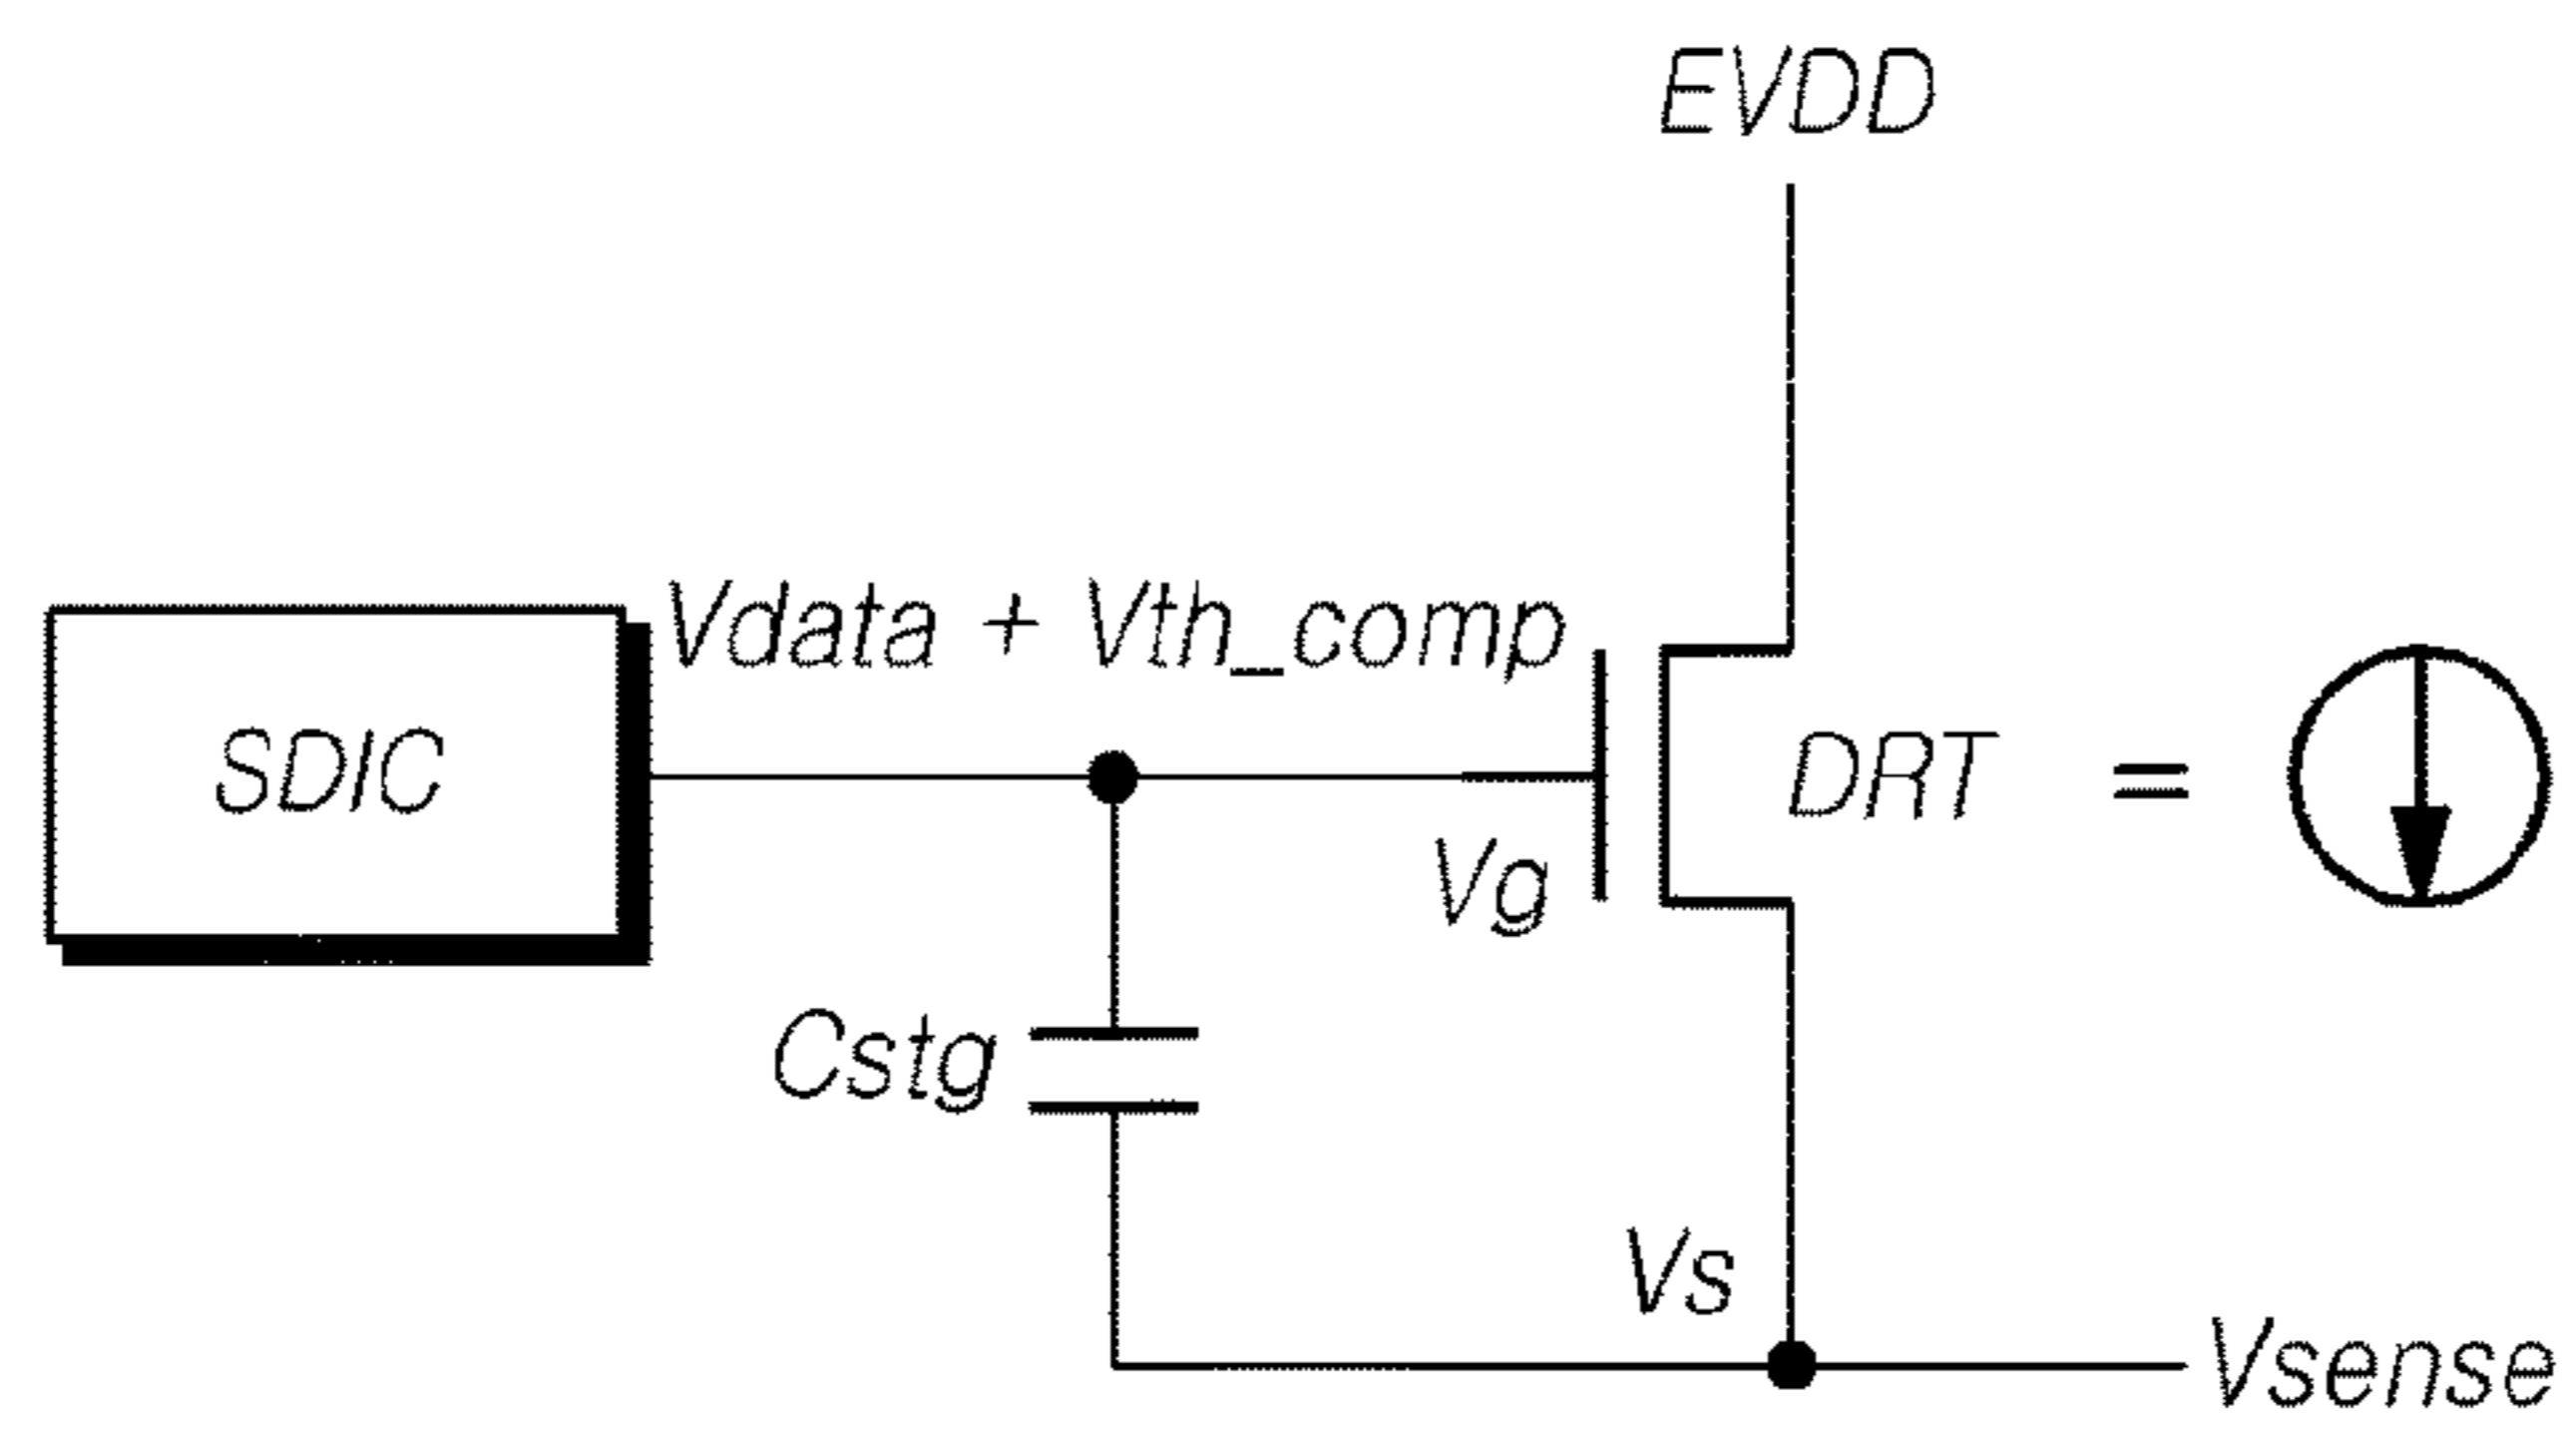 EVDD
Vdata + Vth_comp
SDIC
DRT
=
Vg
Cstg
Vs
Vsense